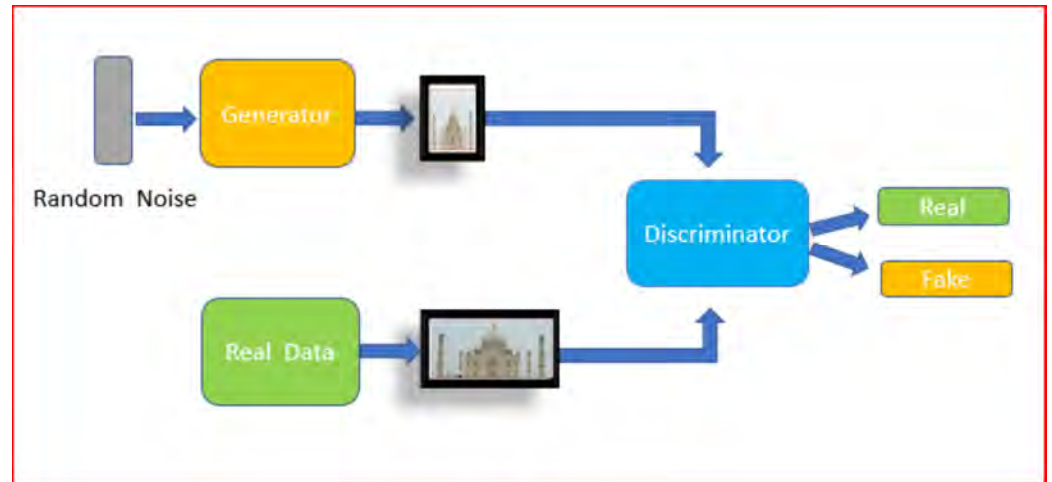 Generator
Random Noise
Discriminator
Real
Fake
Real Data